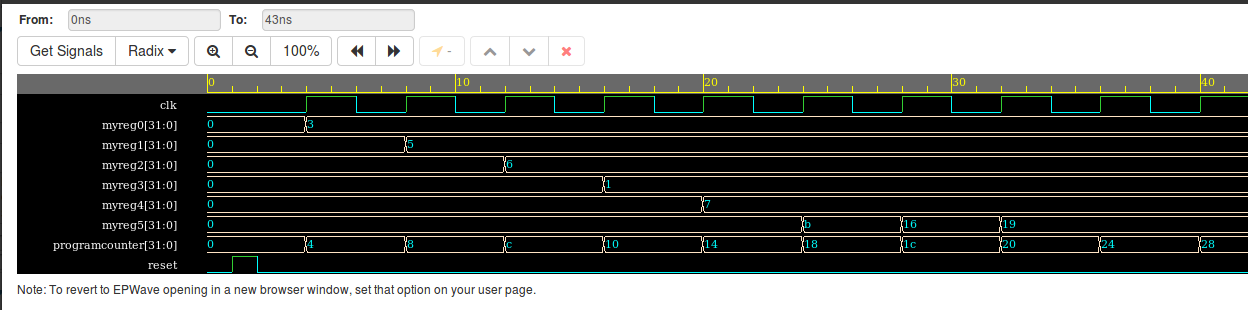 From: 0ns To: 43ns
Get Signals Radix 100% -
0 10 20 30 40
clk
myreg0[31:0] 0 3
myreg1[31:0] 0 5
myreg2[31:0] 0 6
myreg3[31:0] 0 1
myreg4[31:0] 0 7
myreg5[31:0] 0 b 16 19
programcounter[31:0] 0 4 8 c 10 14 18 1c 20 24 28
reset
Note: To revert to EPWave opening in a new browser window, set that option on your user page.